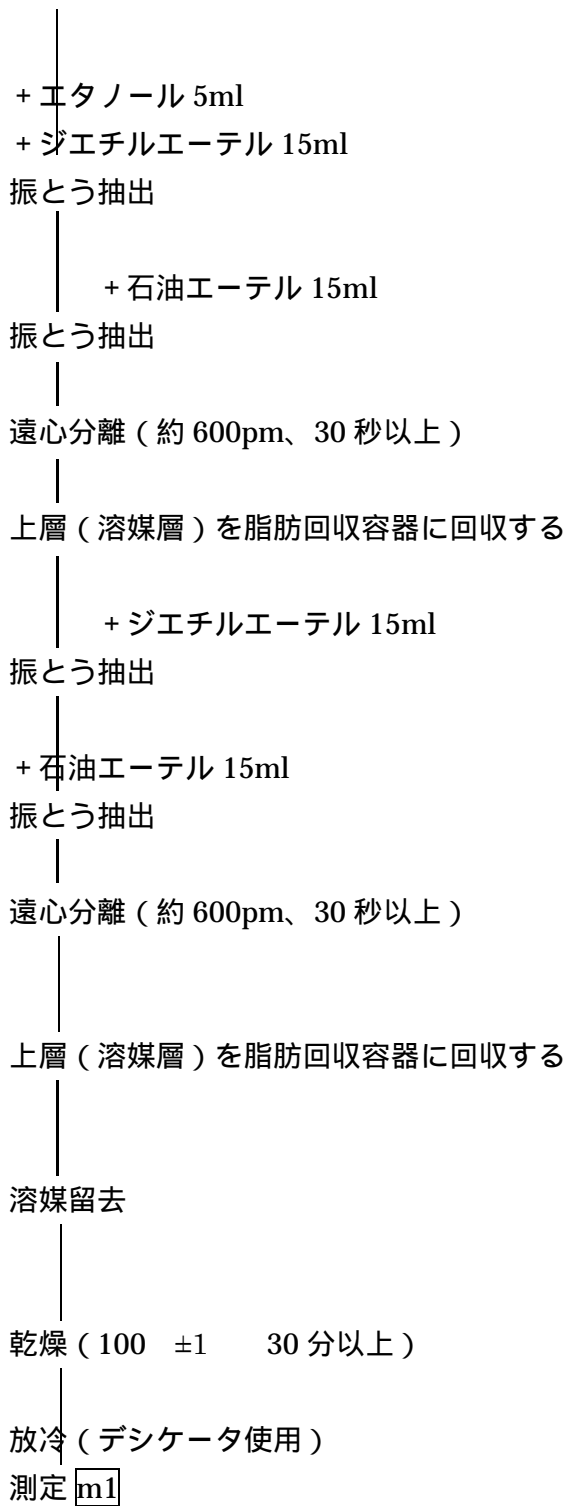 +エタノール 5ml
+ジエチルエーテル 15ml
振とう抽出
+石油エーテル 15ml
振とう抽出
遠心分離(約 600pm、30 秒以上)
上層(溶媒層)を脂肪回収容器に回収する
+ジエチルエーテル 15ml
振とう抽出
+石油エーテル 15ml
振とう抽出
遠心分離(約 600pm、30 秒以上)
上層(溶媒層)を脂肪回収容器に回収する
溶媒留去
乾燥(100 ±1 30 分以上)
放冷(デシケータ使用)
測定 m1